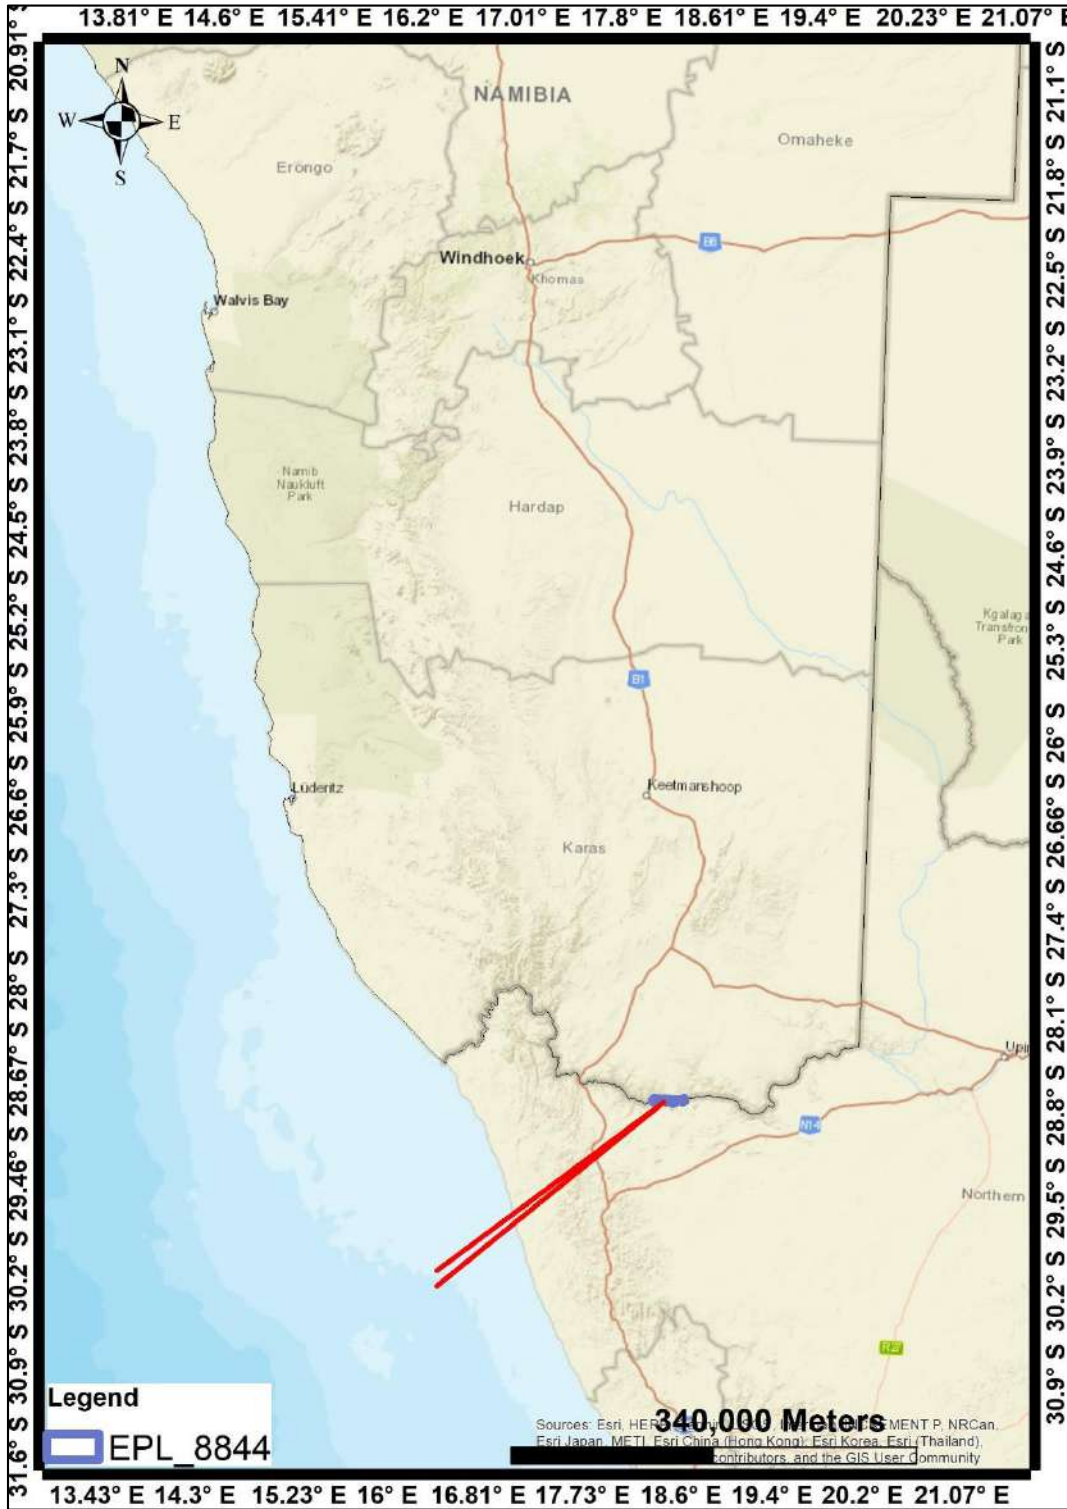 13.81° E 14.6° E 15.41° E 16.2° E 17.01° E 17.8° E 18.61° E 19.4° E 20.23° E 21.07° E
20.91° S
21.7° S
22.4° S
23.1° S
23.8° S
24.5° S
25.2° S
25.9° S
26.6° S
27.3° S
28° S
28.67° S
29.46° S
30.2° S
30.9° S
31.6° S
N
W E
S
NAMIBIA
Omaheke
Erongo
B6
Windhoek
Khomas
Walvis Bay
Namib
Naukluft
Park
Hardap
Kgalaga
Transfron
Park
B1
Lüderitz
Keetmanshoop
Karas
Upin
N14
Northern
R27
21.1° S
21.8° S
22.5° S
23.2° S
23.9° S
24.6° S
25.3° S
26° S
26.66° S
27.4° S
28.1° S
28.8° S
29.5° S
30.2° S
30.9° S
Legend
EPL_8844
340,000 Meters
Sources: Esri, INCREMENT P, NRCan,
Esri Japan, METI, Esri China (Hong Kong), Esri Korea, Esri (Thailand),
contributors, and the GIS User Community
13.43° E 14.3° E 15.23° E 16° E 16.81° E 17.73° E 18.6° E 19.4° E 20.2° E 21.07° E